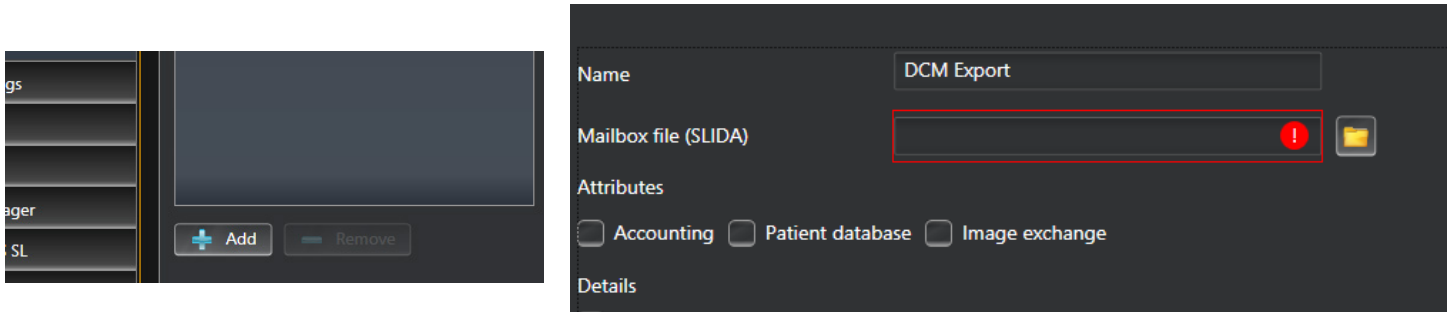 gs
ager
SL
Add
Remove
Name
DCM Export
Mailbox file (SLIDA)
!
Attributes
Accounting
Patient database
Image exchange
Details